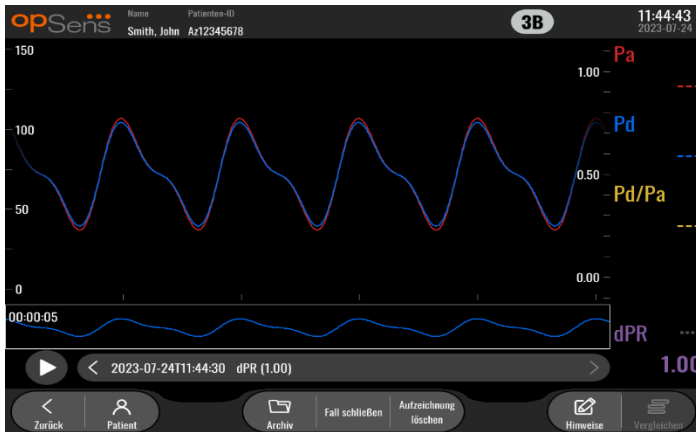 opSens
Name Patienten-ID
Smith, John Az12345678
3B
11:44:43
2023-07-24
150
100
50
0
1.00
0.50
0.00
Pa
---
Pd
---
Pd/Pa
---
00:00:05
dPR
---
1.00
< 2023-07-24T11:44:30 dPR (1.00) >
Zurück
Patient
Archiv
Fall schließen
Aufzeichnung
löschen
Hinweise
Vergleichen